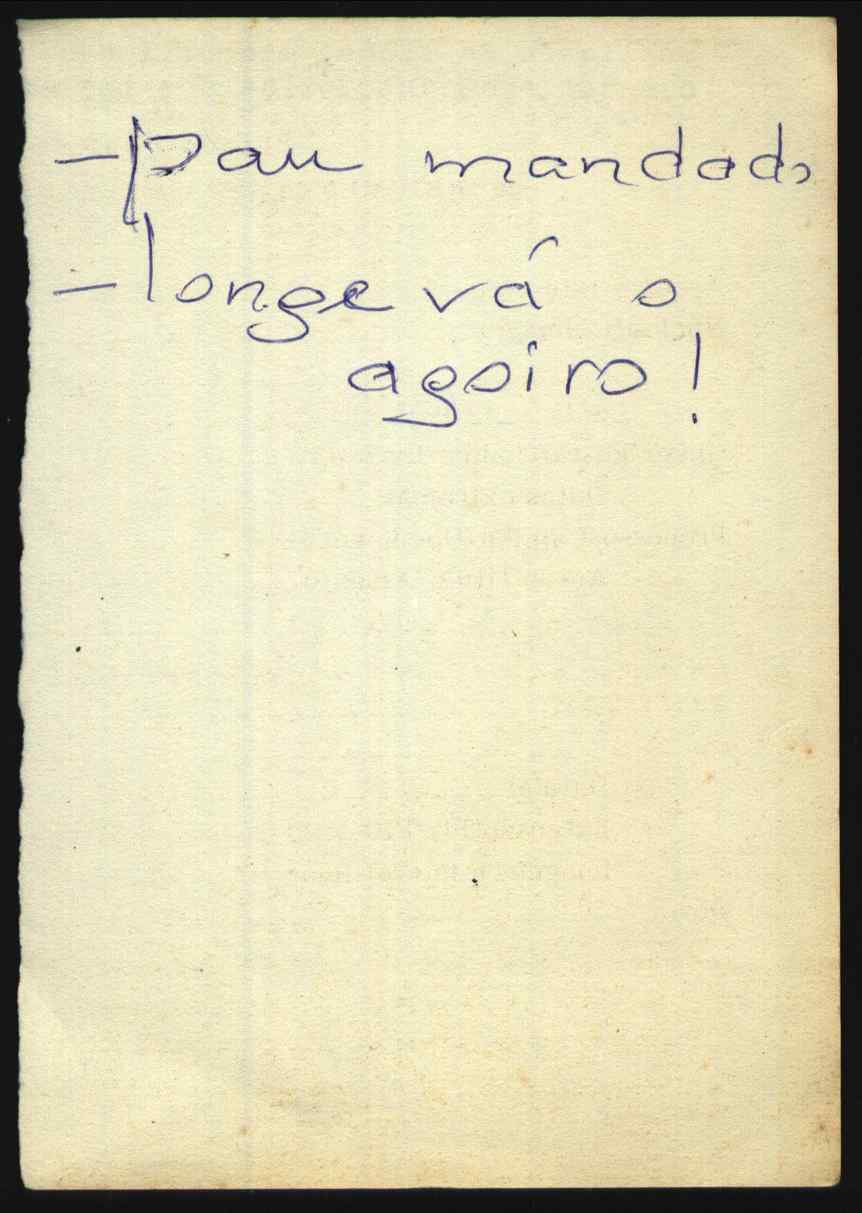 - pau mandado
- longe vá o
agoiro!